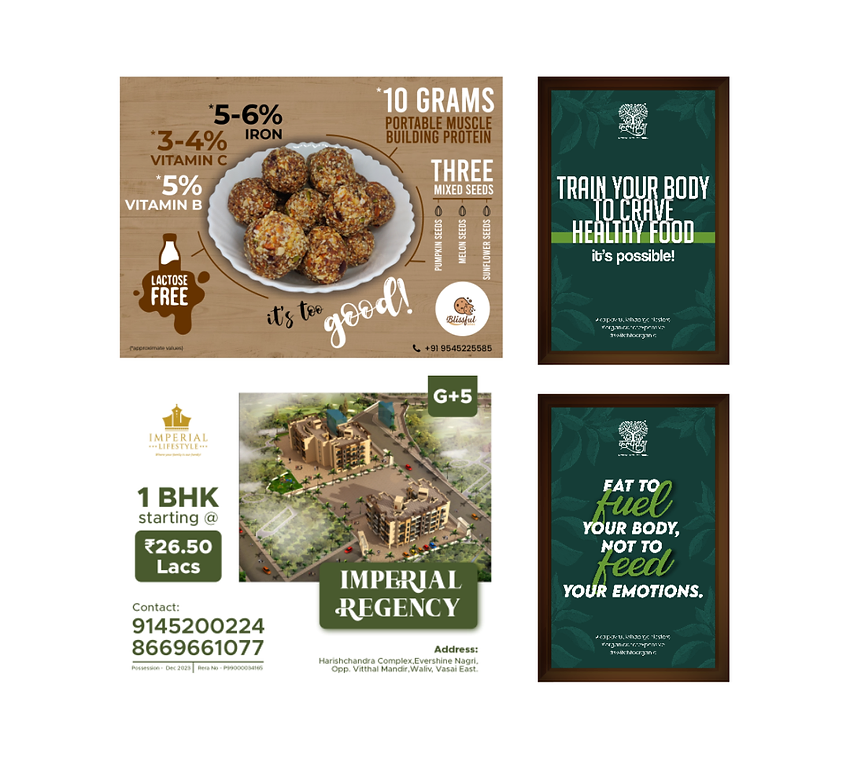 *5-6%
IRON
*3-4%
VITAMIN C
*5%
VITAMIN B
LACTOSE
FREE
*10 GRAMS
PORTABLE MUSCLE
BUILDING PROTEIN
THREE
MIXED SEEDS
PUMPKIN SEEDS
MELON SEEDS
SUNFLOWER SEEDS
it's too
good!
Blissful
(*approximate values)
+91 9545225585
TRAIN YOUR BODY
TO CRAVE
HEALTHY FOOD
it's possible!
IMPERIAL
LIFESTYLE
G+5
1 BHK
starting @
₹26.50
Lacs
IMPERIAL
REGENCY
Contact:
9145200224
8669661077
Possession - Dec 2023 Rera No - P99000034165
Address:
Harishchandra Complex,Evershine Nagri,
Opp. Vitthal Mandir,Waliv, Vasai East.
EAT TO
fuel
YOUR BODY,
NOT TO
feed
YOUR EMOTIONS.